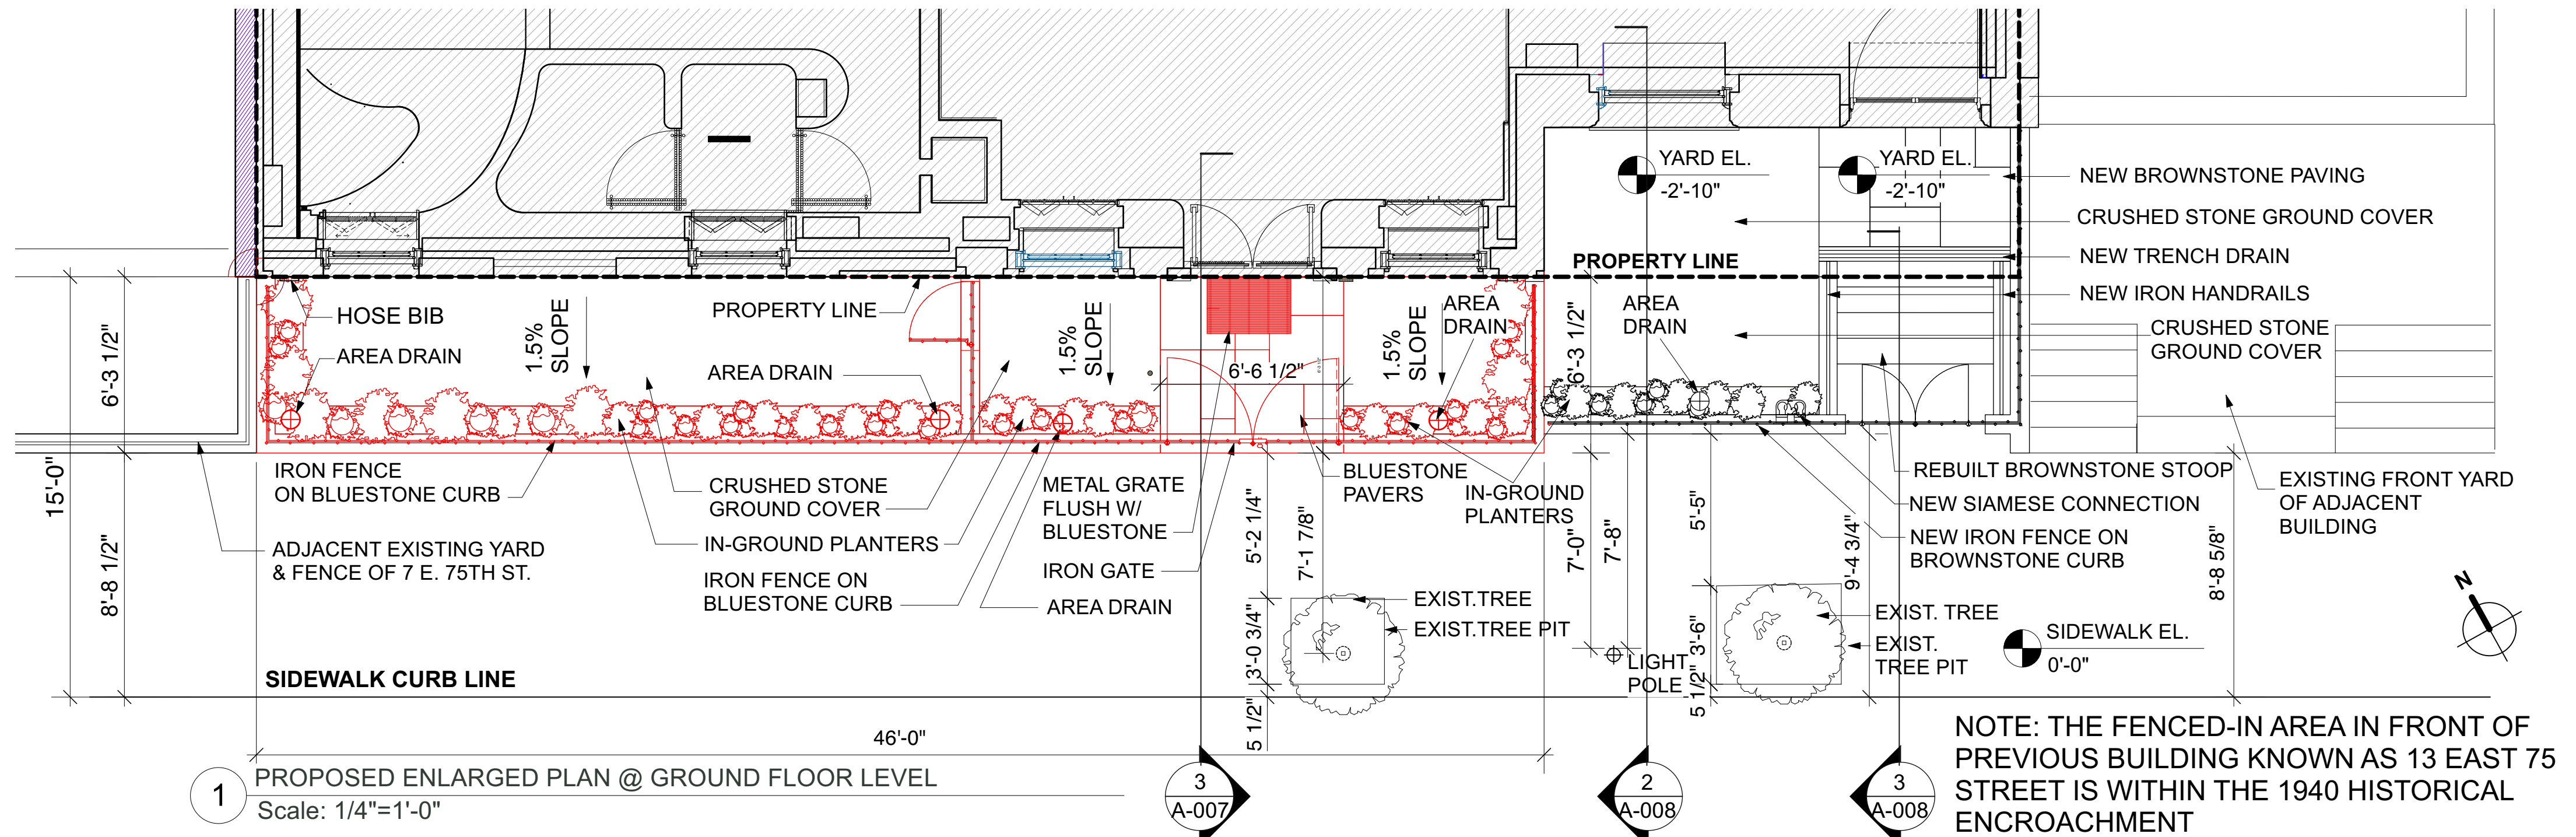 YARD EL.
-2'-10"
YARD EL.
-2'-10"
NEW BROWNSTONE PAVING
CRUSHED STONE GROUND COVER
NEW TRENCH DRAIN
NEW IRON HANDRAILS
CRUSHED STONE
GROUND COVER
PROPERTY LINE
HOSE BIB
AREA DRAIN
1.5%
SLOPE
PROPERTY LINE
AREA DRAIN
1.5%
SLOPE
6'-6 1/2"
1.5%
SLOPE
AREA
DRAIN
6'-3 1/2"
AREA
DRAIN
6'-3 1/2"
15'-0"
8'-8 1/2"
IRON FENCE
ON BLUESTONE CURB
ADJACENT EXISTING YARD
& FENCE OF 7 E. 75TH ST.
CRUSHED STONE
GROUND COVER
IN-GROUND PLANTERS
IRON FENCE ON
BLUESTONE CURB
METAL GRATE
FLUSH W/
BLUESTONE
IRON GATE
AREA DRAIN
BLUESTONE
PAVERS
IN-GROUND
PLANTERS
5'-2 1/4"
7'-1 7/8"
3'-0 3/4"
5 1/2"
EXIST.TREE
EXIST.TREE PIT
7'-0"
7'-8"
LIGHT
POLE
5'-5"
3'-6"
5 1/2"
9'-4 3/4"
REBUILT BROWNSTONE STOOP
NEW SIAMESE CONNECTION
NEW IRON FENCE ON
BROWNSTONE CURB
EXISTING FRONT YARD
OF ADJACENT
BUILDING
8'-8 5/8"
EXIST. TREE
EXIST.
TREE PIT
SIDEWALK EL.
0'-0"
N
SIDEWALK CURB LINE
46'-0"
1
PROPOSED ENLARGED PLAN @ GROUND FLOOR LEVEL
Scale: 1/4"=1'-0"
3
A-007
2
A-008
3
A-008
NOTE: THE FENCED-IN AREA IN FRONT OF
PREVIOUS BUILDING KNOWN AS 13 EAST 75
STREET IS WITHIN THE 1940 HISTORICAL
ENCROACHMENT